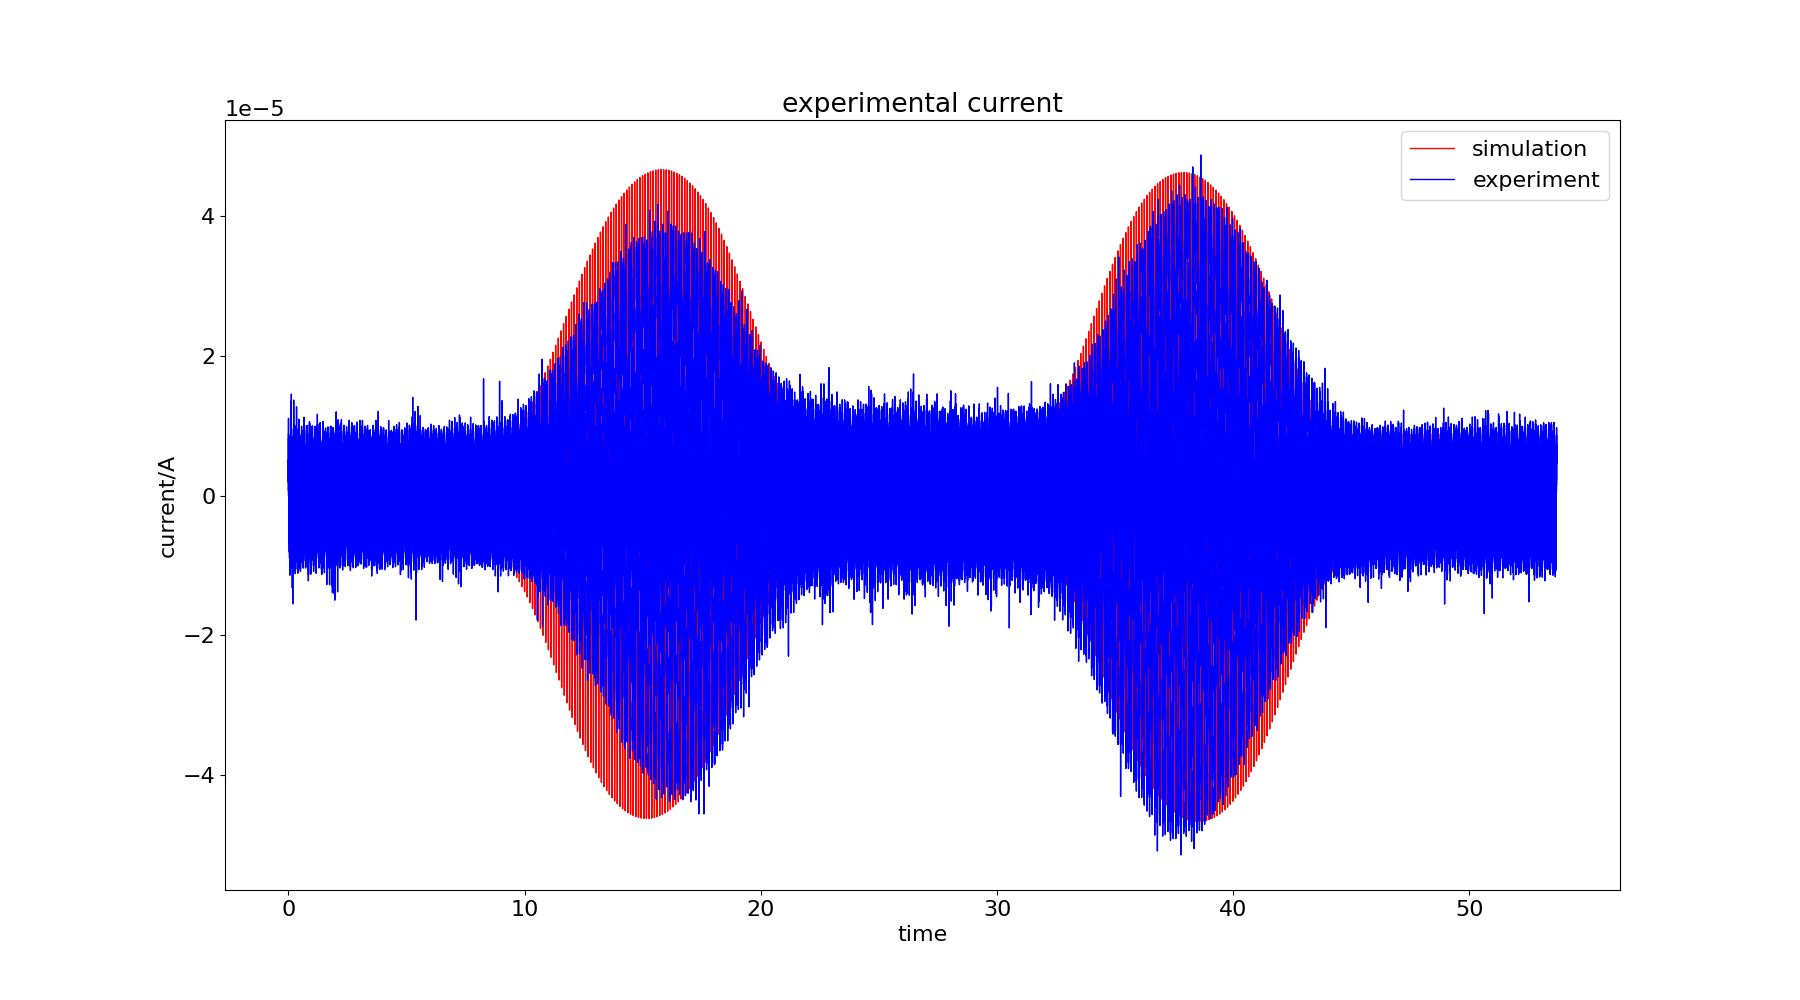 experimental current
1e−5
simulation
experiment
4
2
0
−2
−4
current/A
0 10 20 30 40 50
time